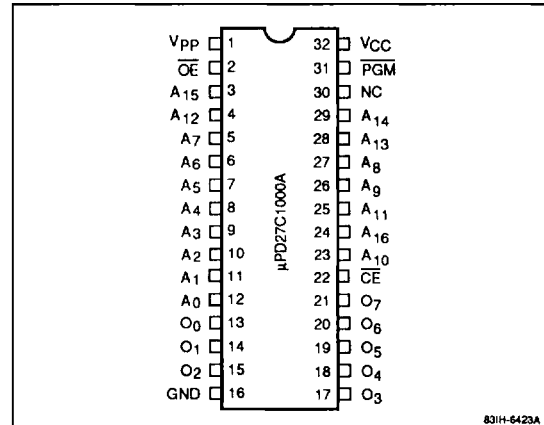 VPP 1 32 VCC
OE 2 31 PGM
A15 3 30 NC
A12 4 29 A14
A7 5 28 A13
A6 6 27 A8
A5 7 26 A9
A4 8 25 A11
A3 9 24 A16
A2 10 23 A10
A1 11 22 CE
A0 12 21 O7
O0 13 20 O6
O1 14 19 O5
O2 15 18 O4
GND 16 17 O3
µPD27C1000A
83IH-6423A